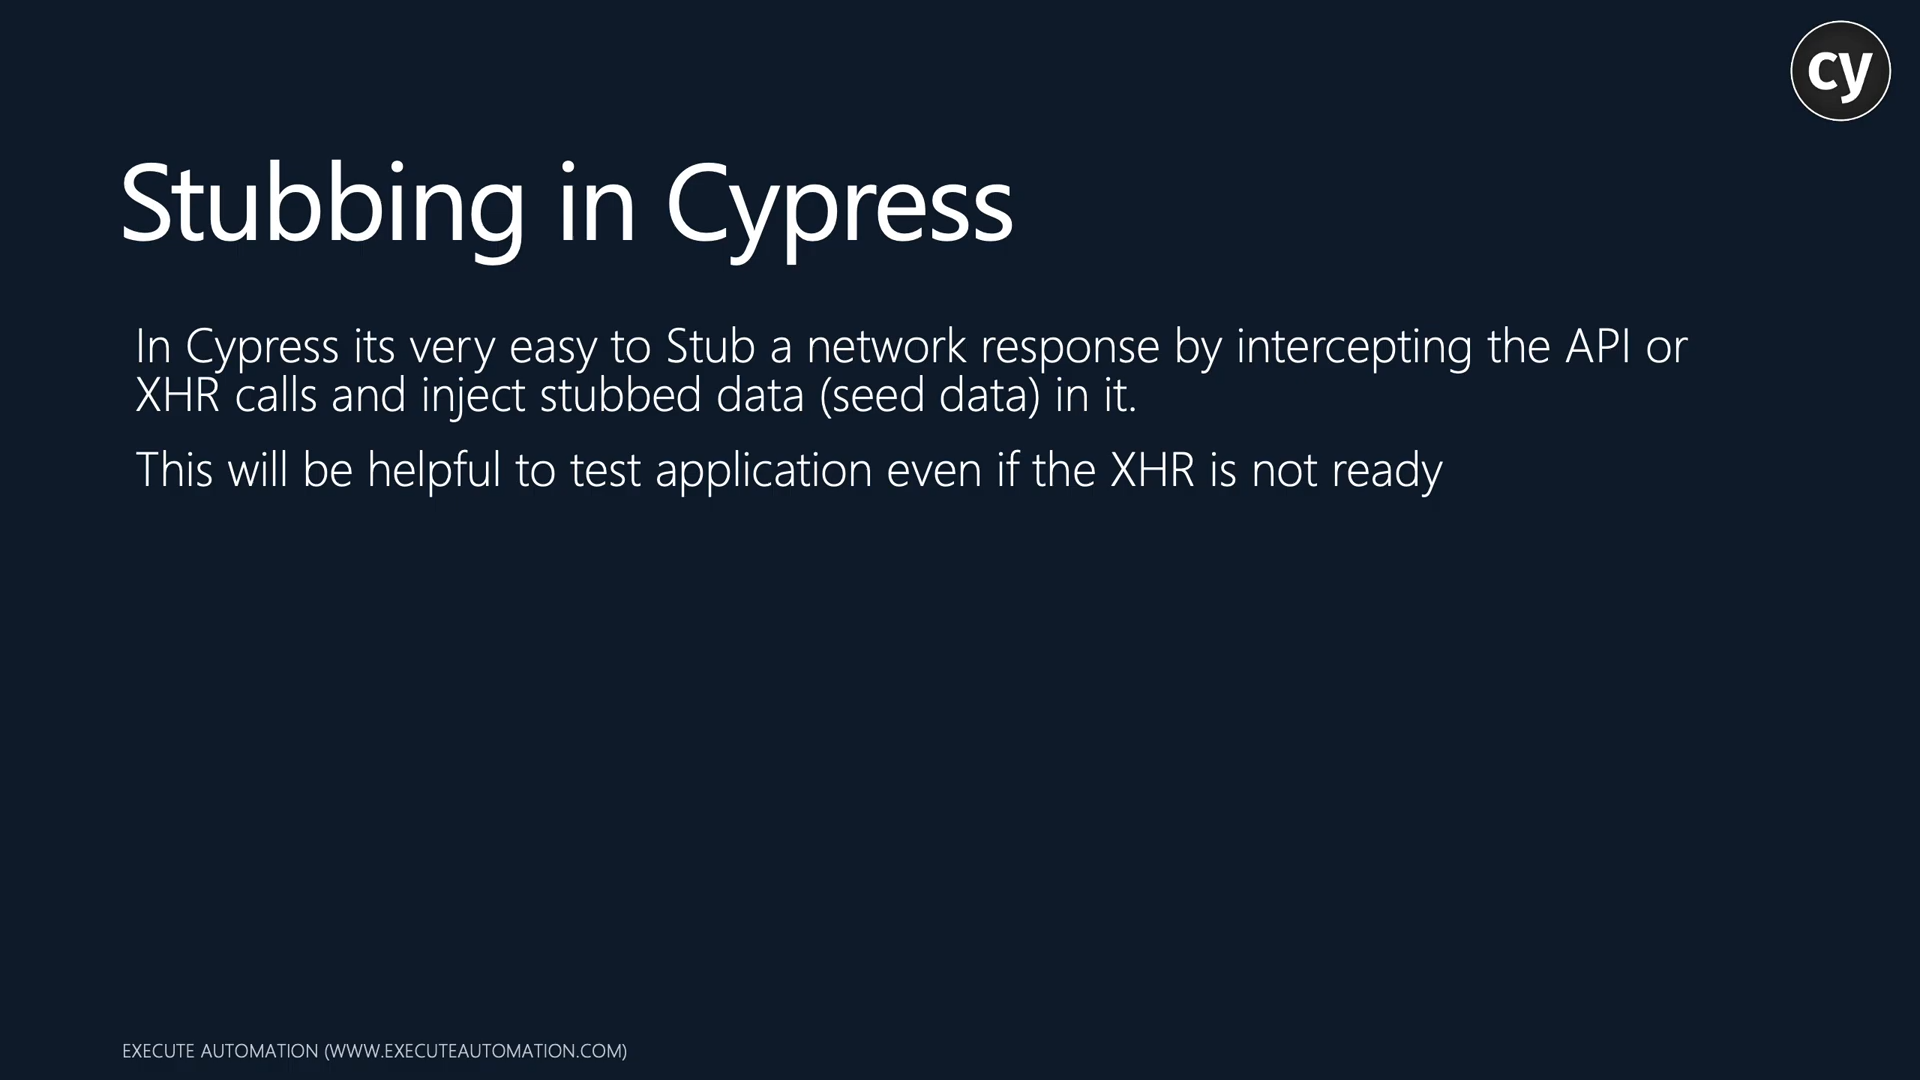 cy
Stubbing in Cypress
In Cypress its very easy to Stub a network response by intercepting the API or
XHR calls and inject stubbed data (seed data) in it.
This will be helpful to test application even if the XHR is not ready
EXECUTE AUTOMATION (WWW.EXECUTEAUTOMATION.COM)